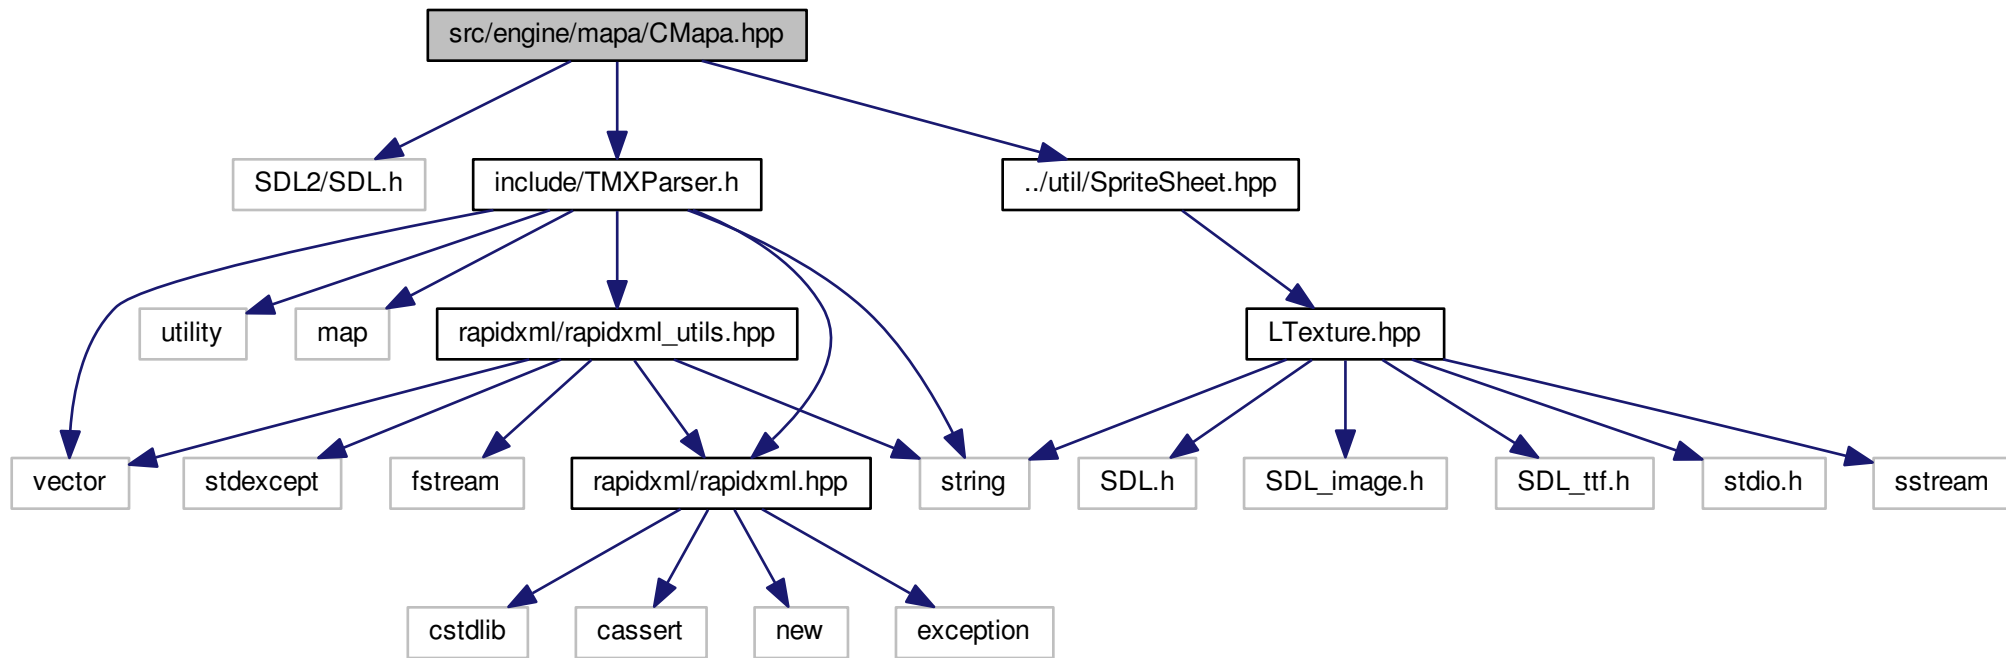 src/engine/mapa/CMapa.hpp
SDL2/SDL.h
include/TMXParser.h
../util/SpriteSheet.hpp
utility
map
rapidxml/rapidxml_utils.hpp
LTexture.hpp
vector
stdexcept
fstream
rapidxml/rapidxml.hpp
string
SDL.h
SDL_image.h
SDL_ttf.h
stdio.h
sstream
cstdlib
cassert
new
exception